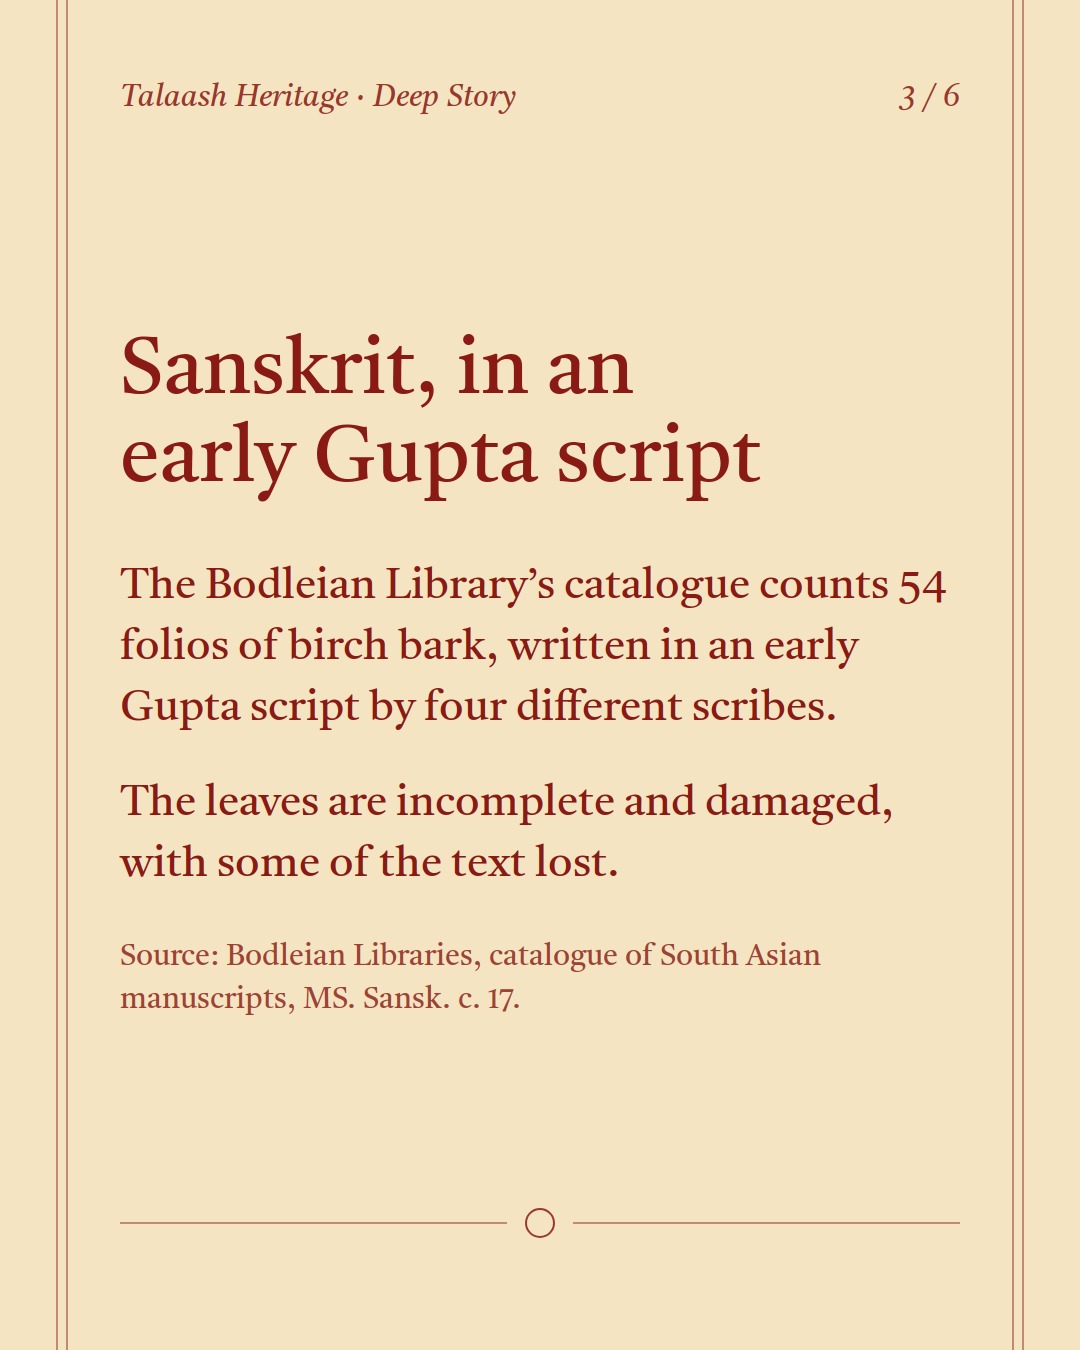 Talaash Heritage · Deep Story
3 / 6
Sanskrit, in an
early Gupta script
The Bodleian Library’s catalogue counts 54
folios of birch bark, written in an early
Gupta script by four different scribes.
The leaves are incomplete and damaged,
with some of the text lost.
Source: Bodleian Libraries, catalogue of South Asian
manuscripts, MS. Sansk. c. 17.